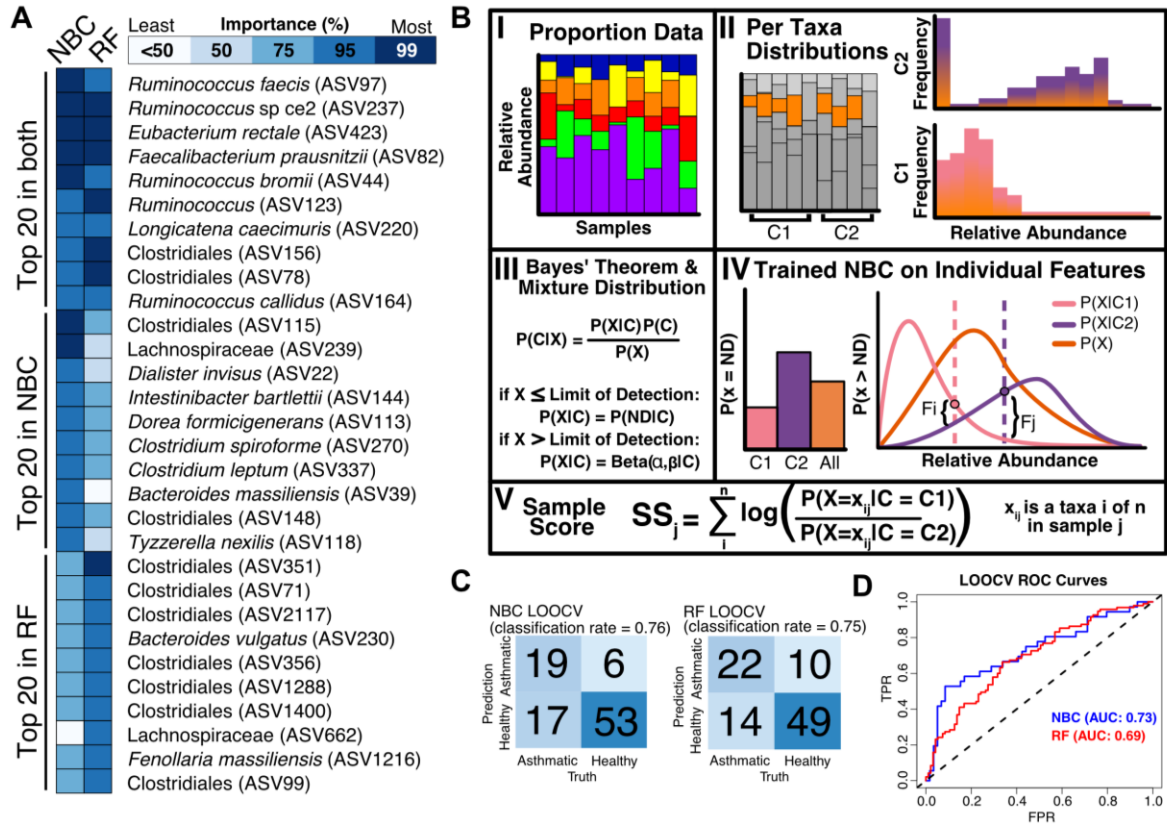 A
NBC
RF
Least Importance (%) Most
<50 50 75 95 99
Top 20 in both
Ruminococcus faecis (ASV97)
Ruminococcus sp ce2 (ASV237)
Eubacterium rectale (ASV423)
Faecalibacterium prausnitzii (ASV82)
Ruminococcus bromii (ASV44)
Ruminococcus (ASV123)
Longicatena caecimuris (ASV220)
Clostridiales (ASV156)
Clostridiales (ASV78)
Ruminococcus callidus (ASV164)
Top 20 in NBC
Clostridiales (ASV115)
Lachnospiraceae (ASV239)
Dialister invisus (ASV22)
Intestinibacter bartlettii (ASV144)
Dorea formicigenerans (ASV113)
Clostridium spiroforme (ASV270)
Clostridium leptum (ASV337)
Bacteroides massiliensis (ASV39)
Clostridiales (ASV148)
Tyzzerella nexilis (ASV118)
Top 20 in RF
Clostridiales (ASV351)
Clostridiales (ASV71)
Clostridiales (ASV2117)
Bacteroides vulgatus (ASV230)
Clostridiales (ASV356)
Clostridiales (ASV1288)
Clostridiales (ASV1400)
Lachnospiraceae (ASV662)
Fenollaria massiliensis (ASV1216)
Clostridiales (ASV99)
B
I Proportion Data
Relative
Abundance
Samples
II Per Taxa
Distributions
C1 C2
C2
Frequency
C1
Frequency
Relative Abundance
III Bayes' Theorem &
Mixture Distribution
P(C|X) = P(X|C) P(C)
P(X)
if X ≤ Limit of Detection:
P(X|C) = P(ND|C)
if X > Limit of Detection:
P(X|C) = Beta(α,β|C)
IV Trained NBC on Individual Features
P(x = ND)
C1 C2 All
P(x > ND)
P(X|C1)
P(X|C2)
P(X)
Fi
Fj
Relative Abundance
V Sample
Score
SSj = n ∑ i log( P(X=xij|C = C1) / P(X=xij|C = C2) )
xij is a taxa i of n
in sample j
C
NBC LOOCV
(classification rate = 0.76)
Prediction
Healthy Asthmatic
19 6
17 53
Asthmatic Healthy
Truth
RF LOOCV
(classification rate = 0.75)
Prediction
Healthy Asthmatic
22 10
14 49
Asthmatic Healthy
Truth
D
LOOCV ROC Curves
TPR
1.0
0.8
0.6
0.4
0.2
0.0
NBC (AUC: 0.73)
RF (AUC: 0.69)
0.0 0.2 0.4 0.6 0.8 1.0
FPR